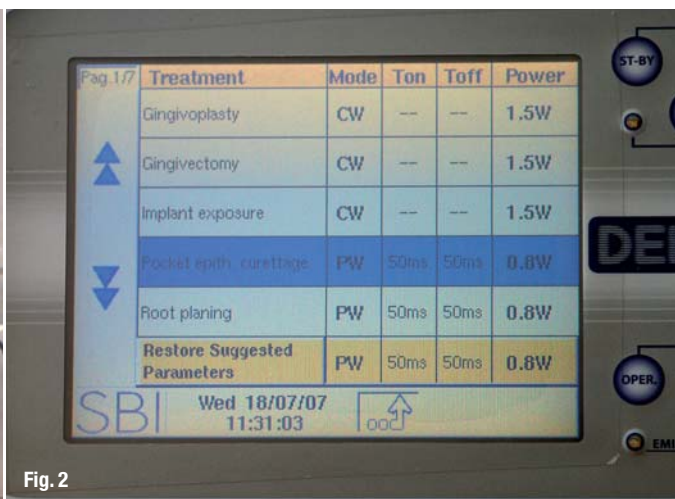 Pag.1/7 Treatment Mode Ton Toff Power
Gingivoplasty CW -- -- 1.5W
Gingivectomy CW -- -- 1.5W
Implant exposure CW -- -- 1.5W
Pocket epith. curettage PW 50ms 50ms 0.8W
Root planing PW 50ms 50ms 0.8W
Restore Suggested
Parameters PW 50ms 50ms 0.8W
SBI Wed 18/07/07
11:31:03
ST-BY
OPER.
Fig. 2